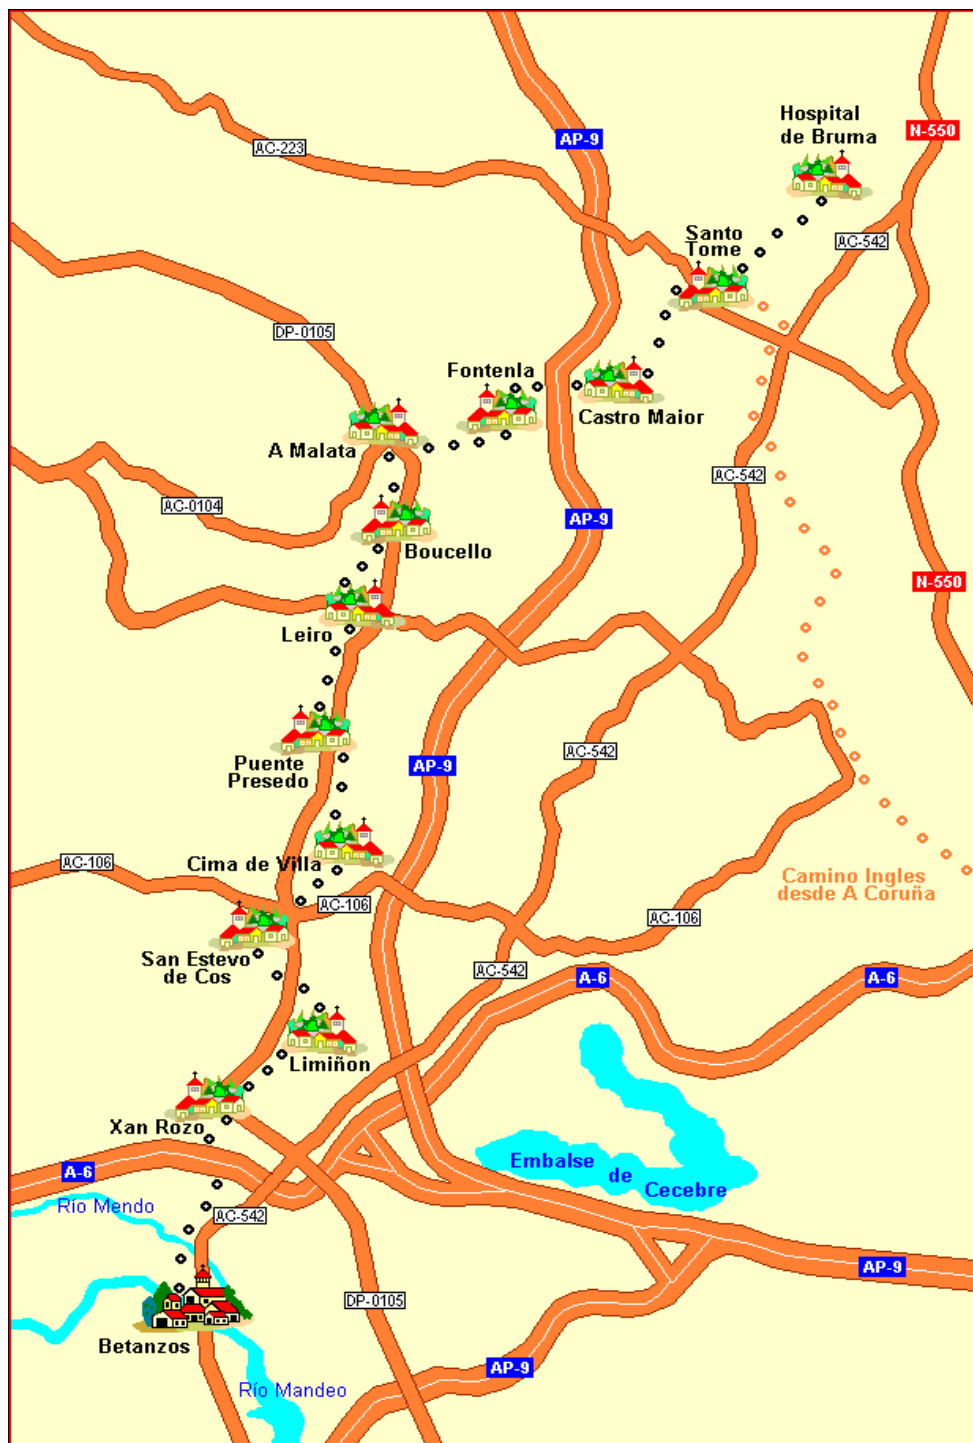 Hospital
de Bruma
N-550
AP-9
AC-223
Santo
Tome
AC-542
DP-0105
Fontenla
Castro Maior
A Malata
AC-542
AC-0104
AP-9
Boucello
N-550
Leiro
Puente
Presedo
AC-542
AP-9
AC-106
Cima de Villa
Camino Ingles
desde A Coruña
AC-106
AC-106
San Estevo
de Cos
AC-542
A-6
A-6
Limiñon
Xan Rozo
A-6
Embalse
de
Cecebre
Río Mendo
AC-542
AP-9
DP-0105
Betanzos
AP-9
Río Mandeo